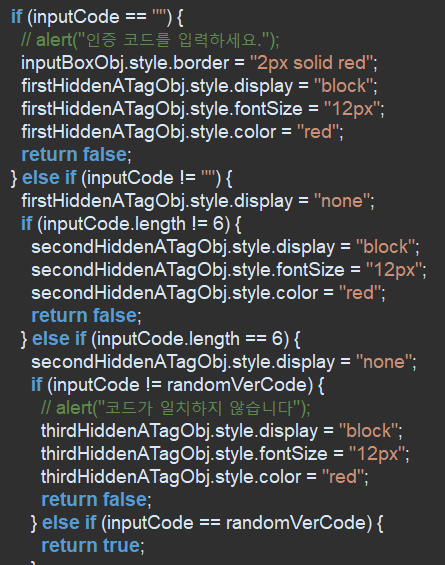 if (inputCode == "") {
// alert("인증 코드를 입력하세요.");
inputBoxObj.style.border = "2px solid red";
firstHiddenATagObj.style.display = "block";
firstHiddenATagObj.style.fontSize = "12px";
firstHiddenATagObj.style.color = "red";
return false;
} else if (inputCode != "") {
firstHiddenATagObj.style.display = "none";
if (inputCode.length != 6) {
secondHiddenATagObj.style.display = "block";
secondHiddenATagObj.style.fontSize = "12px";
secondHiddenATagObj.style.color = "red";
return false;
} else if (inputCode.length == 6) {
secondHiddenATagObj.style.display = "none";
if (inputCode != randomVerCode) {
// alert("코드가 일치하지 않습니다");
thirdHiddenATagObj.style.display = "block";
thirdHiddenATagObj.style.fontSize = "12px";
thirdHiddenATagObj.style.color = "red";
return false;
} else if (inputCode == randomVerCode) {
return true;
}